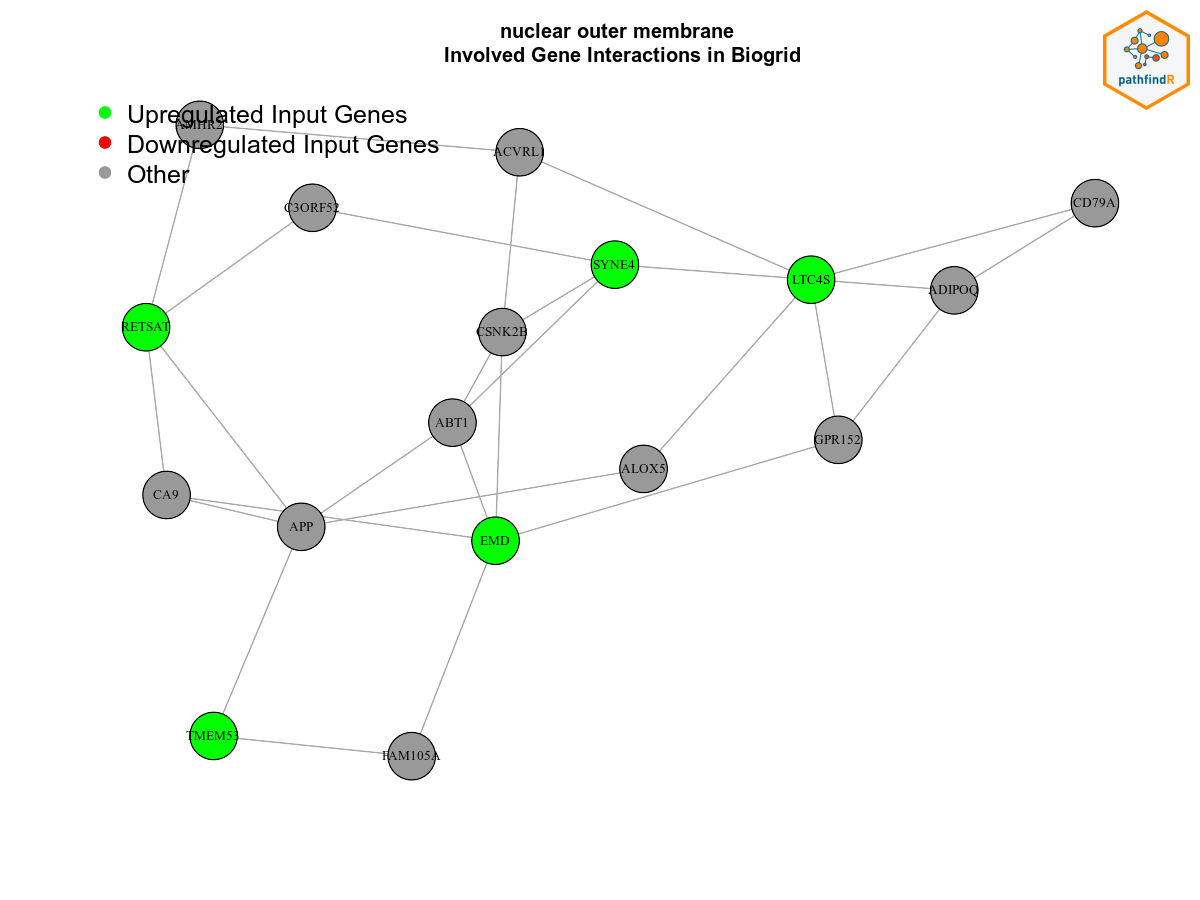 nuclear outer membrane
Involved Gene Interactions in Biogrid
pathfindR
Upregulated Input Genes
Downregulated Input Genes
Other
AMHR2
ACVRL1
C3ORF52
CD79A
SYNE4
LTC4S
ADIPOQ
RETSAT
CSNK2B
ABT1
GPR152
ALOX5
CA9
APP
EMD
TMEM53
FAM105A